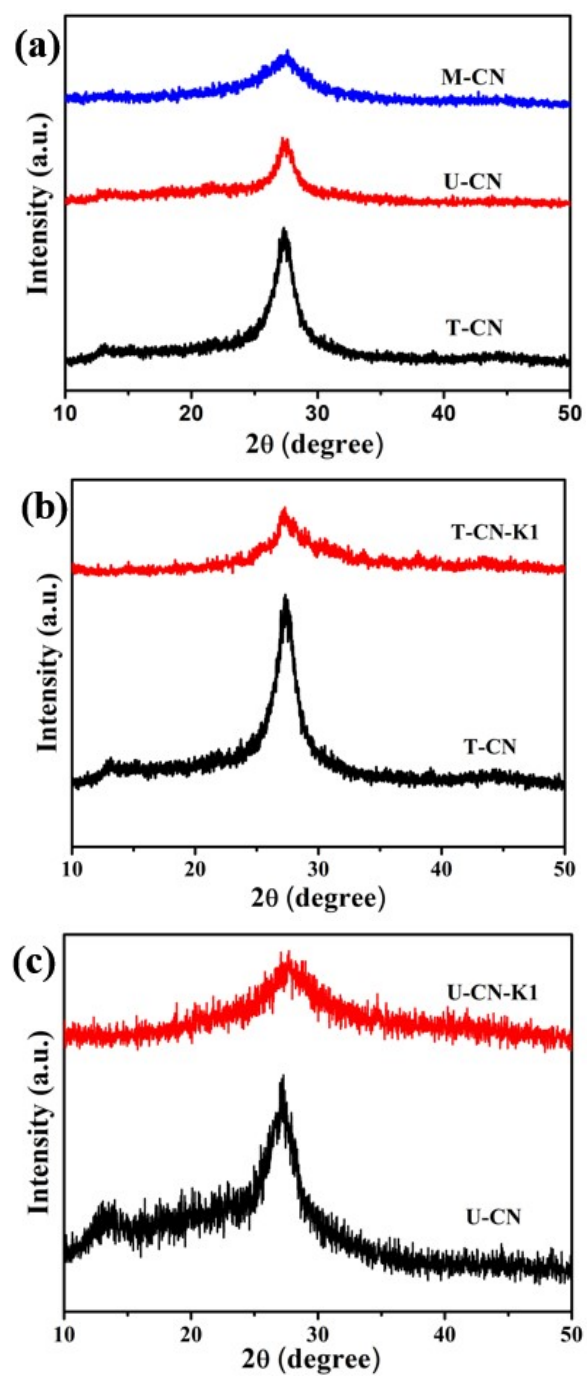 (a)
M-CN
U-CN
T-CN
Intensity (a.u.)
10 20 30 40 50
2θ (degree)
(b)
T-CN-K1
T-CN
Intensity (a.u.)
10 20 30 40 50
2θ (degree)
(c)
U-CN-K1
U-CN
Intensity (a.u.)
10 20 30 40 50
2θ (degree)